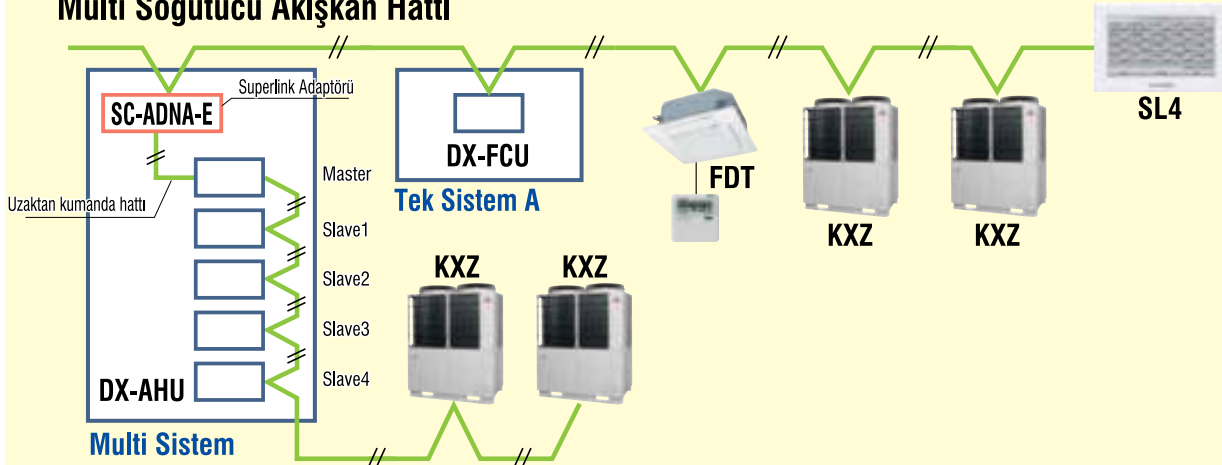 Multi Soğutucu Akışkan Hattı
Superlink Adaptörü
SC-ADNA-E
SL4
DX-FCU
Master
FDT
Tek Sistem A
Uzaktan kumanda hattı
Slave1
KXZ
KXZ
KXZ
KXZ
Slave2
Slave3
Slave4
DX-AHU
Multi Sistem